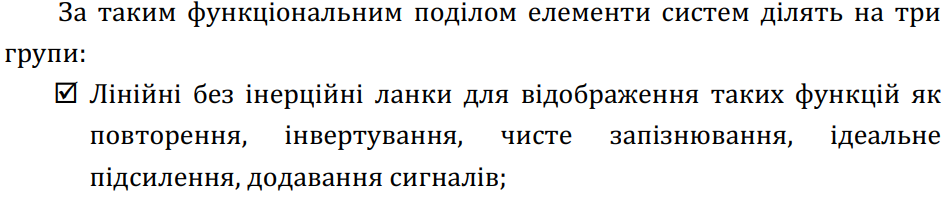 За таким функціональним поділом елементи систем ділять на три
групи:
☑ Лінійні без інерційні ланки для відображення таких функцій як
повторення, інвертування, чисте запізнювання, ідеальне
підсилення, додавання сигналів;